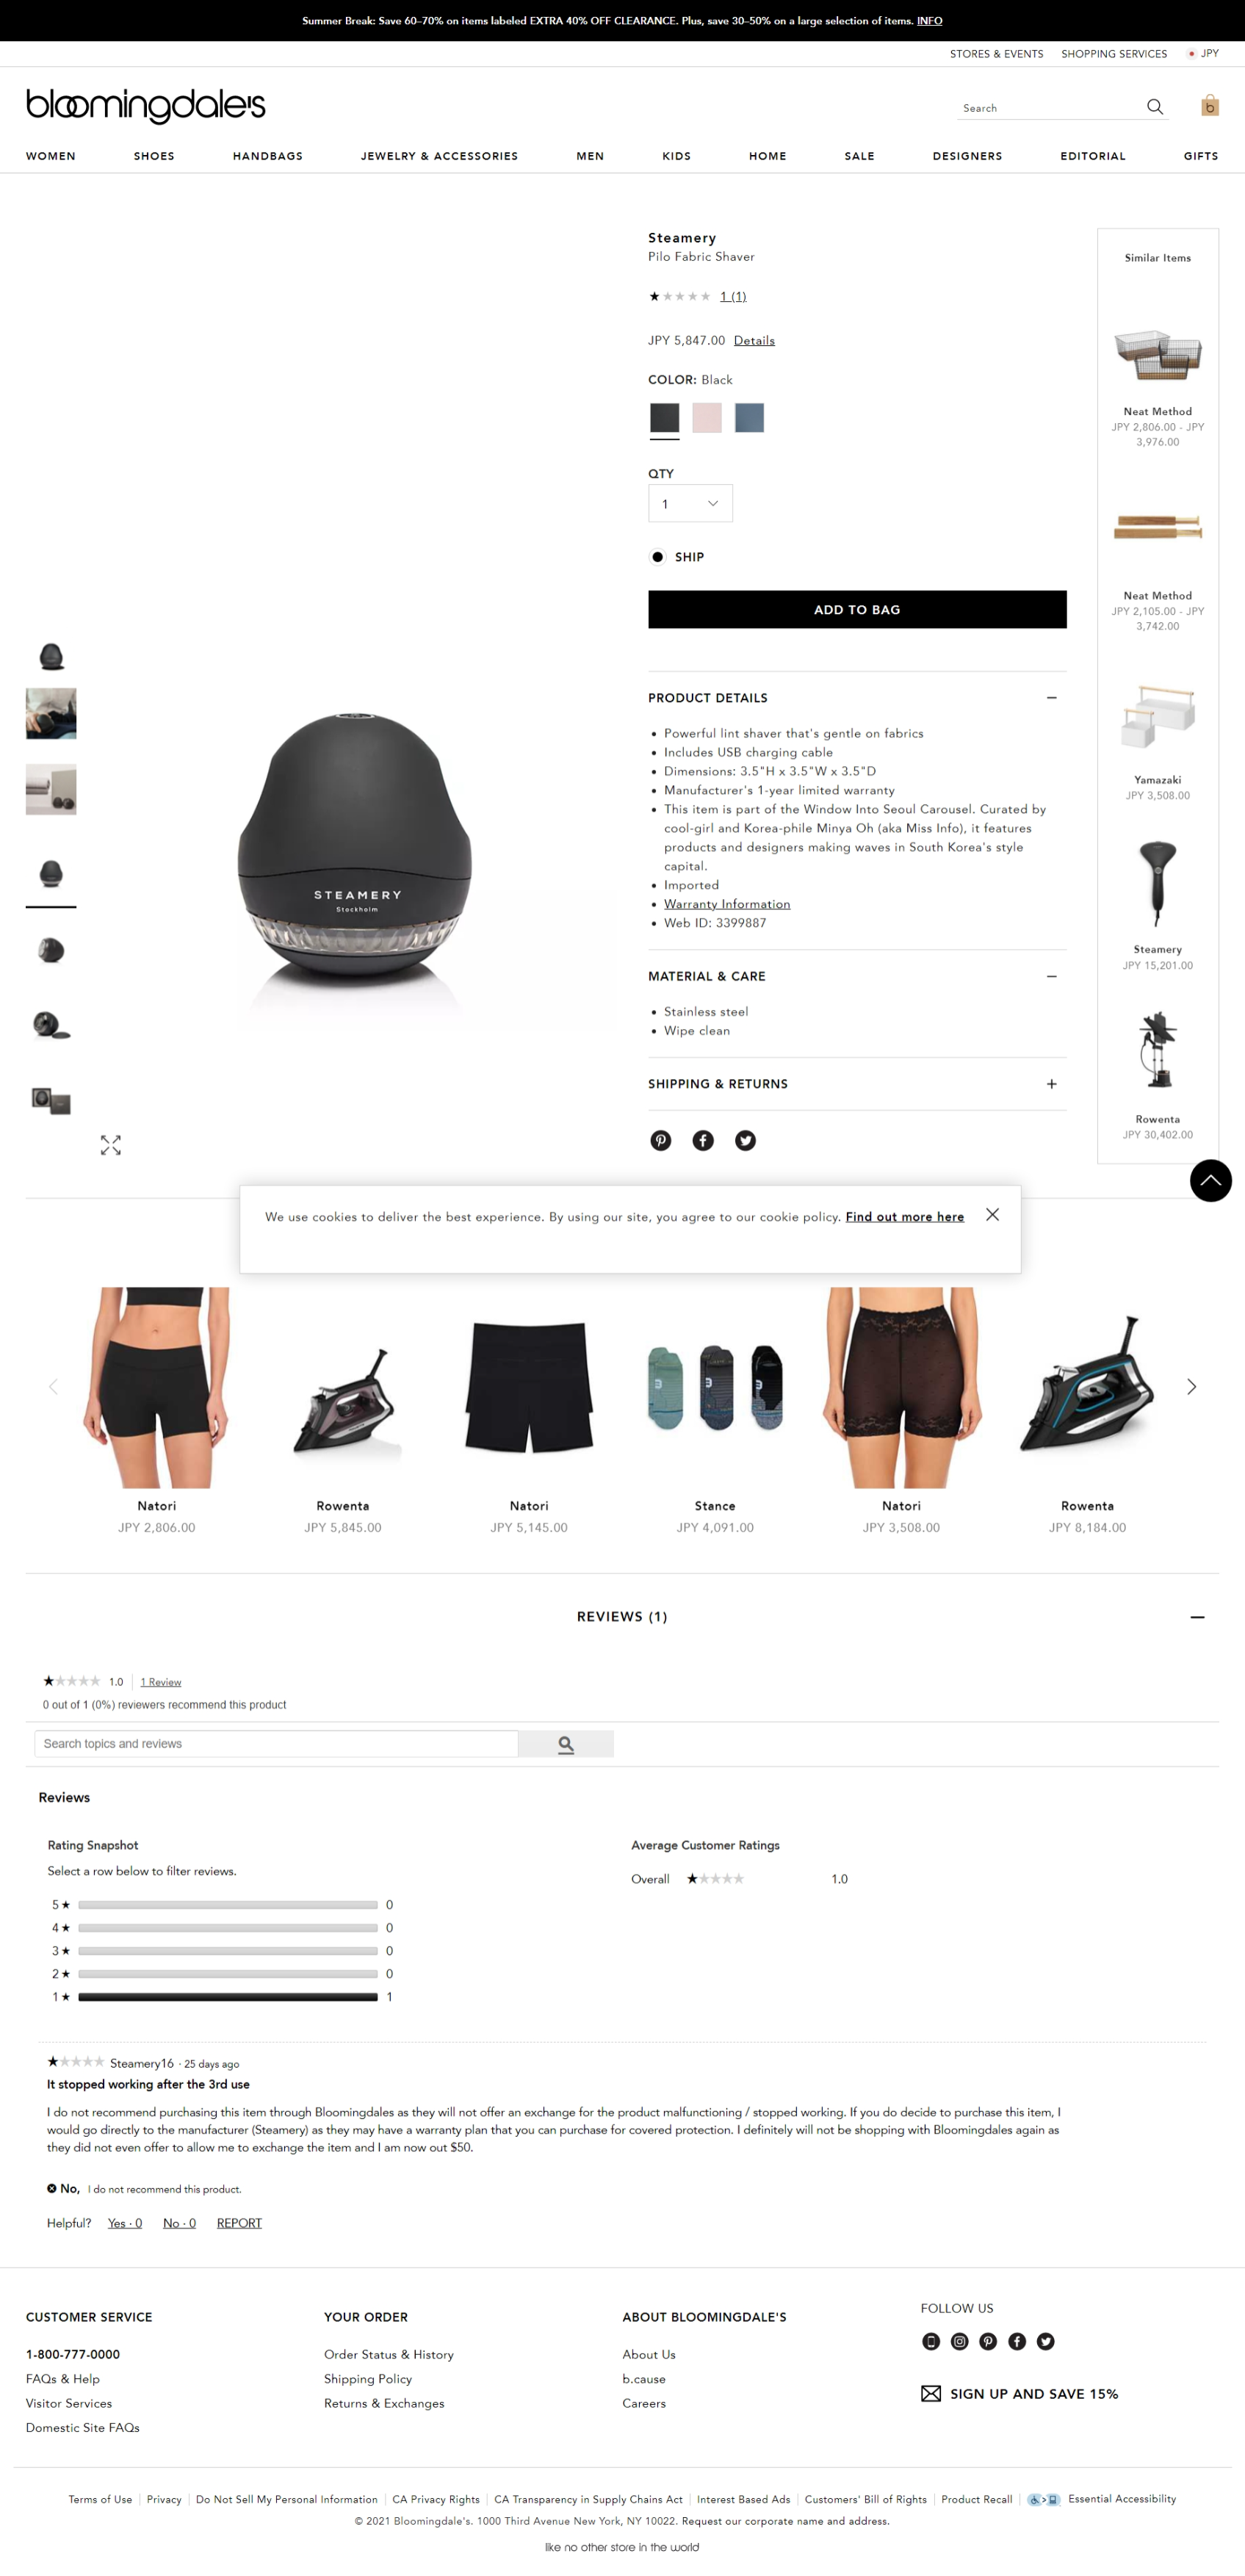 Summer Break: Save 60–70% on items labeled EXTRA 40% OFF CLEARANCE. Plus, save 30–50% on a large selection of items. INFO
STORES & EVENTS SHOPPING SERVICES JPY
bloomingdale's
Search
b
WOMEN SHOES HANDBAGS JEWELRY & ACCESSORIES MEN KIDS HOME SALE DESIGNERS EDITORIAL GIFTS
Steamery
Pilo Fabric Shaver
1 (1)
JPY 5,847.00 Details
COLOR: Black
QTY
1
SHIP
ADD TO BAG
STEAMERY
Stockholm
PRODUCT DETAILS
• Powerful lint shaver that's gentle on fabrics
• Includes USB charging cable
• Dimensions: 3.5"H x 3.5"W x 3.5"D
• Manufacturer's 1-year limited warranty
• This item is part of the Window Into Seoul Carousel. Curated by
cool-girl and Korea-phile Minya Oh (aka Miss Info), it features
products and designers making waves in South Korea's style
capital.
• Imported
• Warranty Information
• Web ID: 3399887
MATERIAL & CARE
• Stainless steel
• Wipe clean
SHIPPING & RETURNS
Similar Items
Neat Method
JPY 2,806.00 - JPY
3,976.00
Neat Method
JPY 2,105.00 - JPY
3,742.00
Yamazaki
JPY 3,508.00
Steamery
JPY 15,201.00
Rowenta
JPY 30,402.00
We use cookies to deliver the best experience. By using our site, you agree to our cookie policy. Find out more here
Natori Rowenta Natori Stance Natori Rowenta
JPY 2,806.00 JPY 5,845.00 JPY 5,145.00 JPY 4,091.00 JPY 3,508.00 JPY 8,184.00
REVIEWS (1)
1.0 1 Review
0 out of 1 (0%) reviewers recommend this product
Search topics and reviews
Reviews
Rating Snapshot
Select a row below to filter reviews.
5★ 0
4★ 0
3★ 0
2★ 0
1★ 1
Average Customer Ratings
Overall 1.0
Steamery16 · 25 days ago
It stopped working after the 3rd use
I do not recommend purchasing this item through Bloomingdales as they will not offer an exchange for the product malfunctioning / stopped working. If you do decide to purchase this item, I
would go directly to the manufacturer (Steamery) as they may have a warranty plan that you can purchase for covered protection. I definitely will not be shopping with Bloomingdales again as
they did not even offer to allow me to exchange the item and I am now out $50.
No, I do not recommend this product.
Helpful? Yes · 0 No · 0 REPORT
CUSTOMER SERVICE
1-800-777-0000
FAQs & Help
Visitor Services
Domestic Site FAQs
YOUR ORDER
Order Status & History
Shipping Policy
Returns & Exchanges
ABOUT BLOOMINGDALE'S
About Us
b.cause
Careers
FOLLOW US
SIGN UP AND SAVE 15%
Terms of Use Privacy Do Not Sell My Personal Information CA Privacy Rights CA Transparency in Supply Chains Act Interest Based Ads Customers' Bill of Rights Product Recall Essential Accessibility
© 2021 Bloomingdale's. 1000 Third Avenue New York, NY 10022. Request our corporate name and address.
like no other store in the world